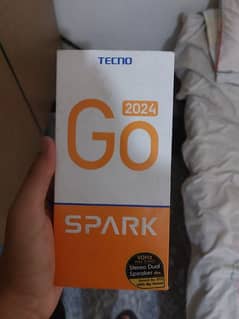 TECNO
2024
Go
SPARK
90Hz
Stereo Dual
Speaker